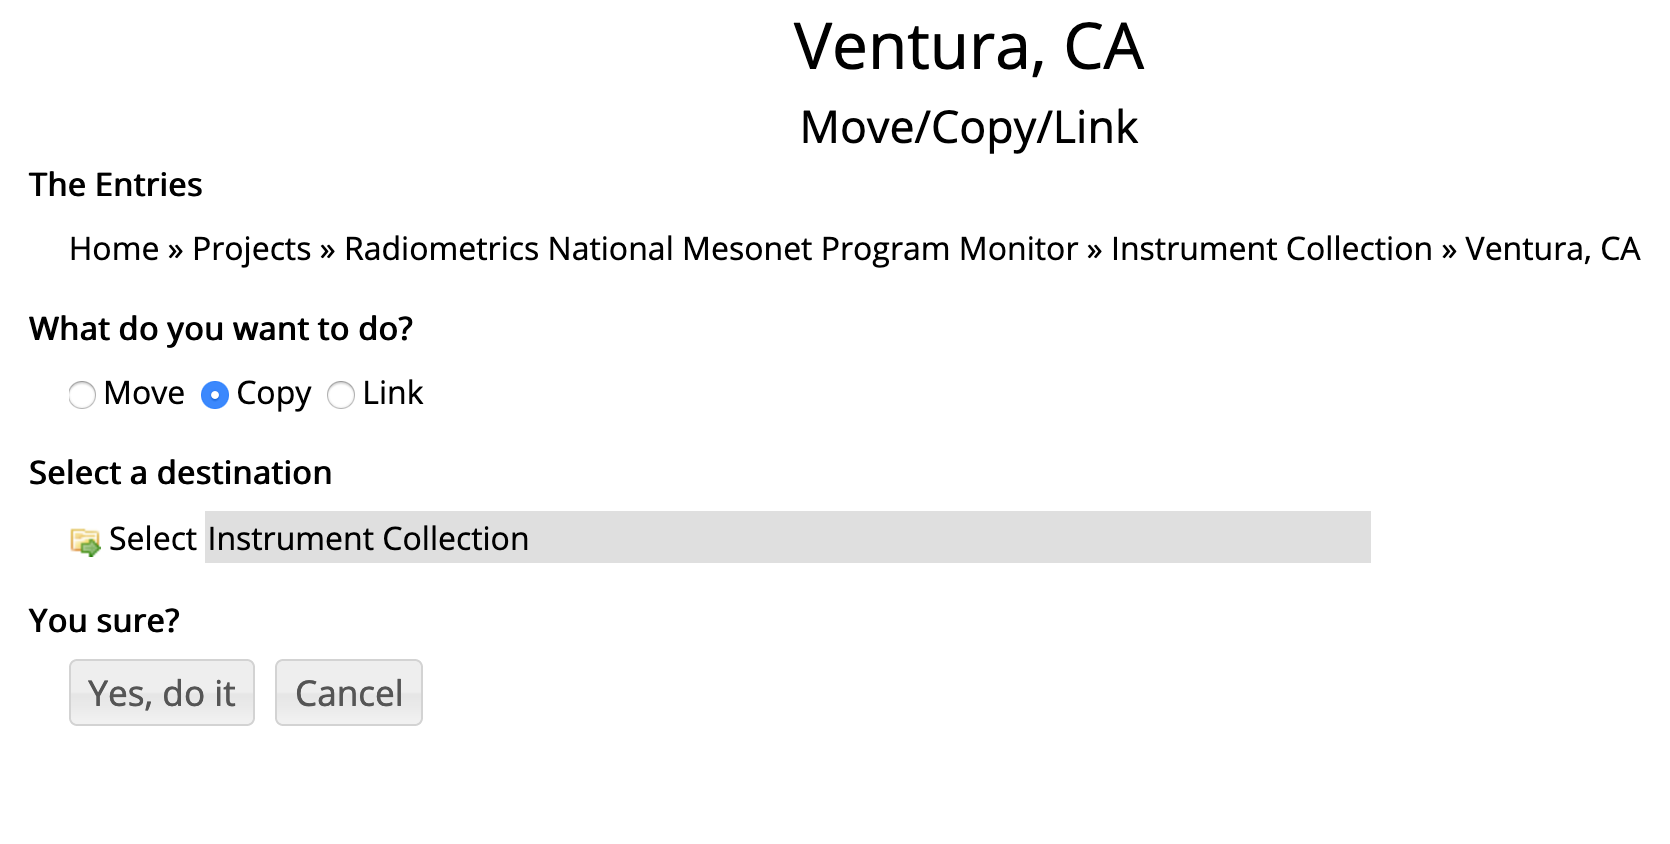 Ventura, CA
Move/Copy/Link
The Entries
Home » Projects » Radiometrics National Mesonet Program Monitor » Instrument Collection » Ventura, CA
What do you want to do?
Move Copy Link
Select a destination
Select Instrument Collection
You sure?
Yes, do it Cancel